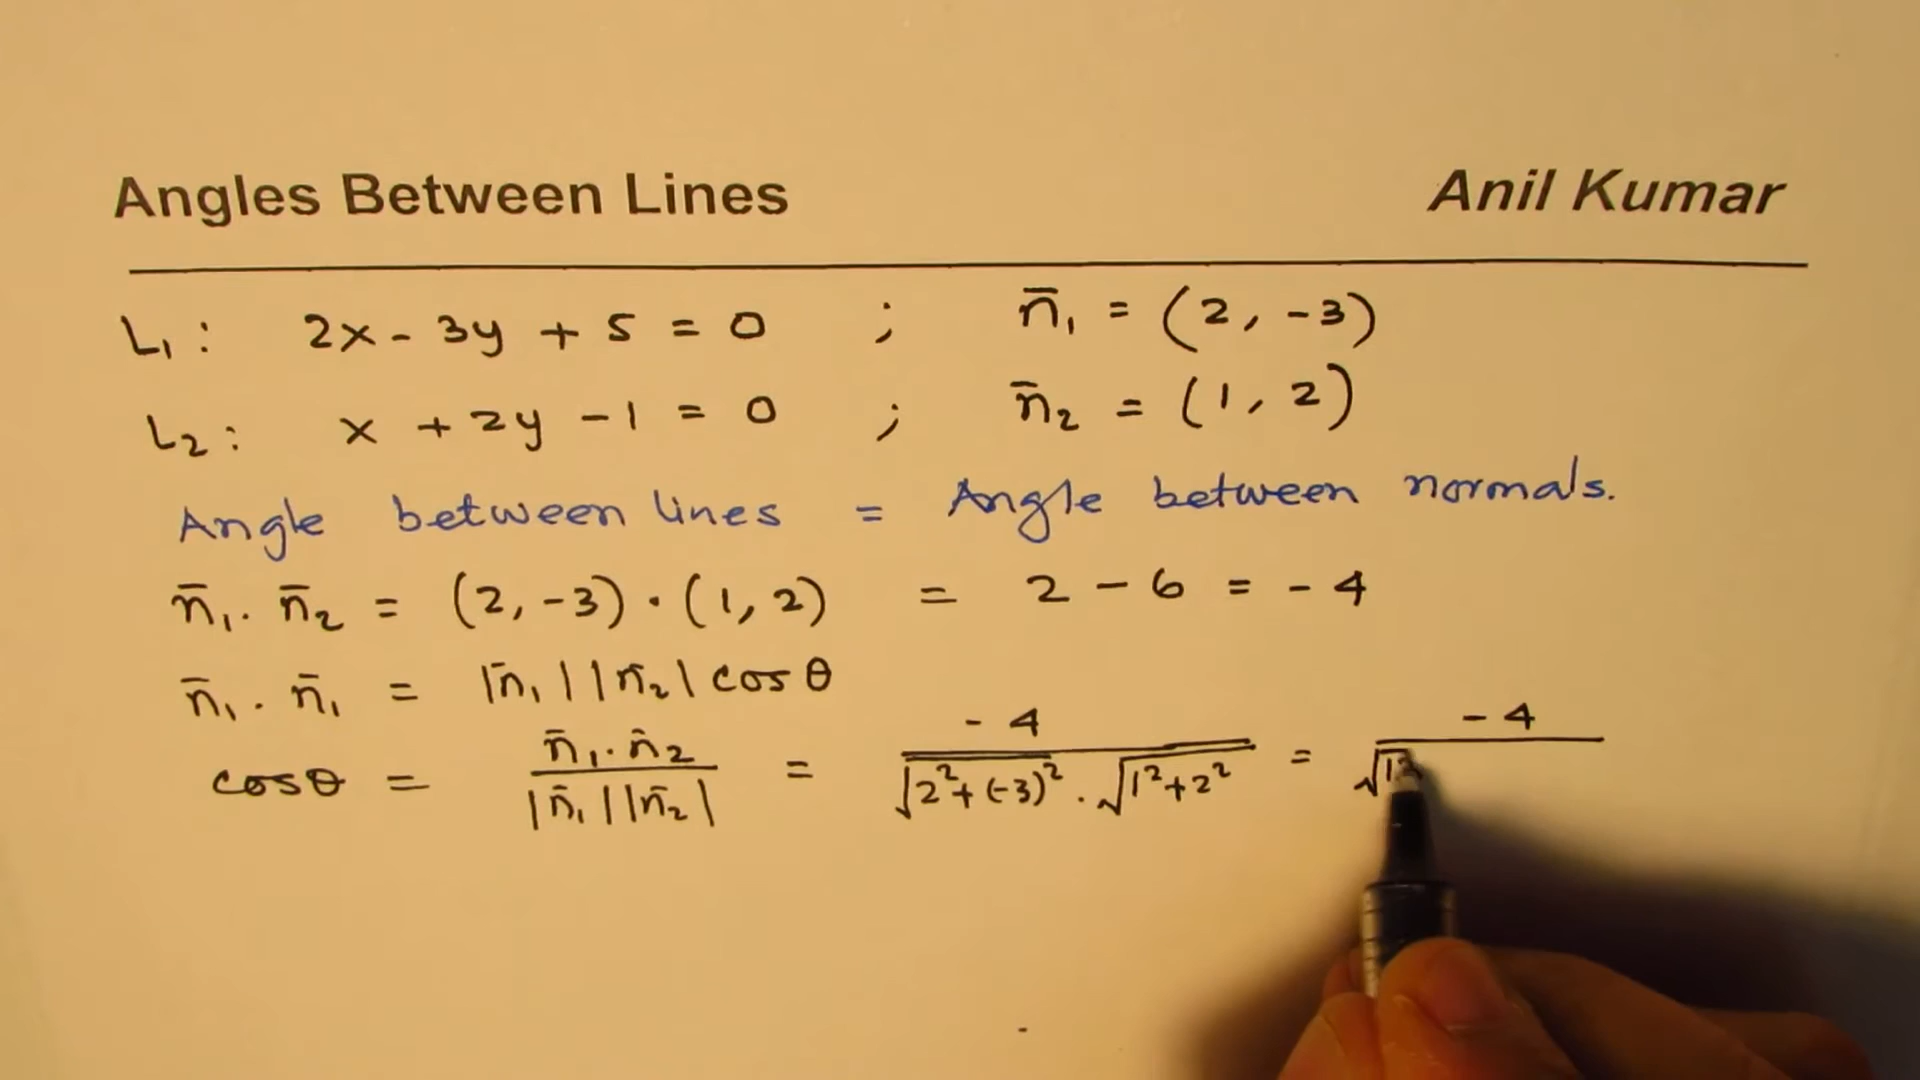 Angles Between Lines Anil Kumar
L₁ : 2x - 3y + 5 = 0 ; n̄₁ = (2, -3)
L₂ : x + 2y - 1 = 0 ; n̄₂ = (1, 2)
Angle between lines = Angle between normals.
n̄₁ . n̄₂ = (2, -3) · (1, 2) = 2 - 6 = - 4
n̄₁ . n̄₁ = |n̄₁| |n̄₂| cos θ
cos θ = n̄₁ . n̄₂ / |n̄₁| |n̄₂| = - 4 / √(2² + (-3)²) . √(1² + 2²) = - 4 / √13